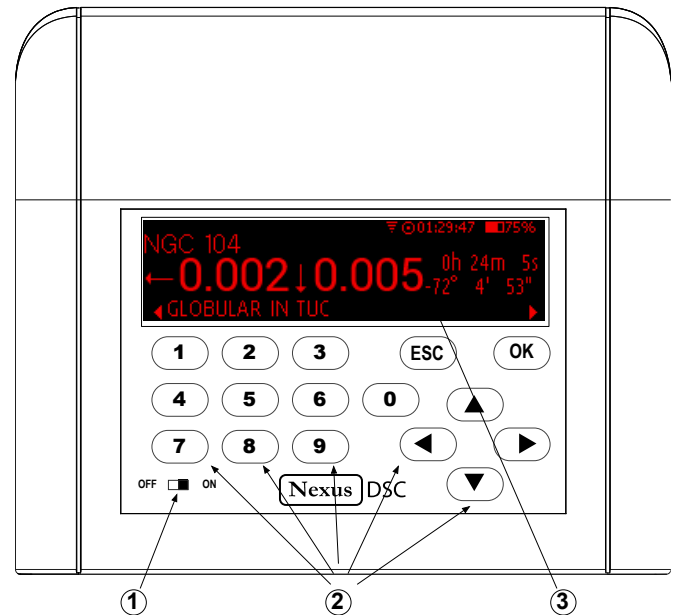 01:29:47 75%
NGC 104
←0.002↓0.005 0h 24m 5s
-72° 4' 53"
GLOBULAR IN TUC
1 2 3 ESC OK
4 5 6 0
7 8 9
OFF ON Nexus DSC
1 2 3